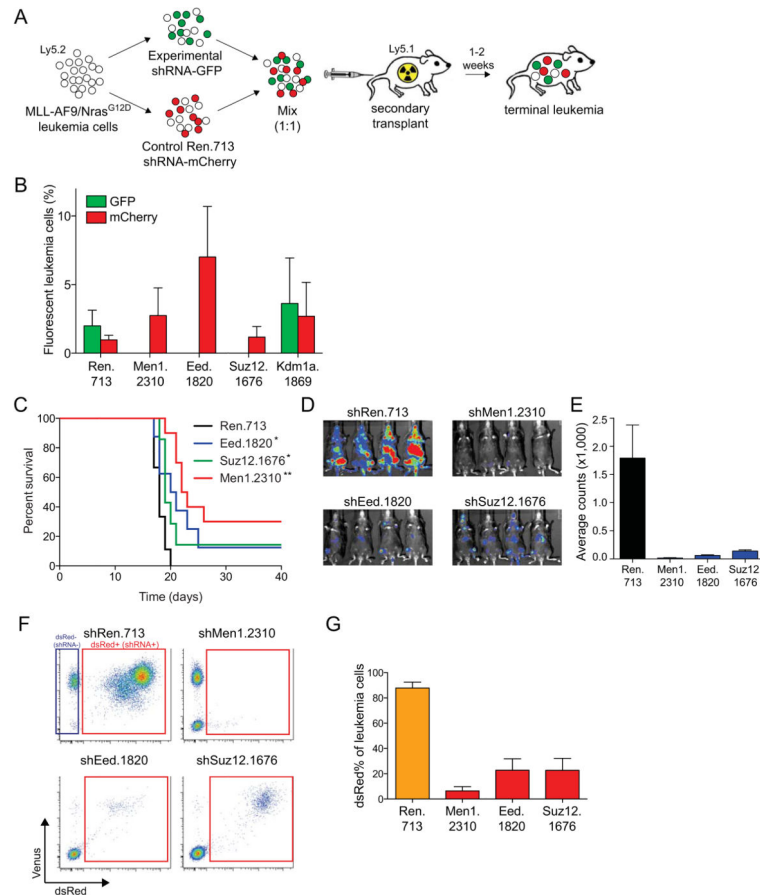 A
Ly5.2
MLL-AF9/NrasG12D
leukemia cells
Experimental
shRNA-GFP
Control Ren.713
shRNA-mCherry
Mix
(1:1)
Ly5.1
secondary
transplant
1-2
weeks
terminal leukemia
B
Fluorescent leukemia cells (%)
10
5
0
GFP
mCherry
Ren.
713
Men1.
2310
Eed.
1820
Suz12.
1676
Kdm1a.
1869
C
Percent survival
100
80
60
40
20
0
0
10
20
30
40
Time (days)
Ren.713
Eed.1820*
Suz12.1676*
Men1.2310**
D
shRen.713
shMen1.2310
shEed.1820
shSuz12.1676
E
Average counts (x1,000)
2.5
2.0
1.5
1.0
0.5
0.0
Ren.
713
Men1.
2310
Eed.
1820
Suz12.
1676
F
shRen.713
dsRed-
(shRNA-)
dsRed+ (shRNA+)
shMen1.2310
shEed.1820
shSuz12.1676
Venus
dsRed
G
dsRed% of leukemia cells
100
80
60
40
20
0
Ren.
713
Men1.
2310
Eed.
1820
Suz12.
1676